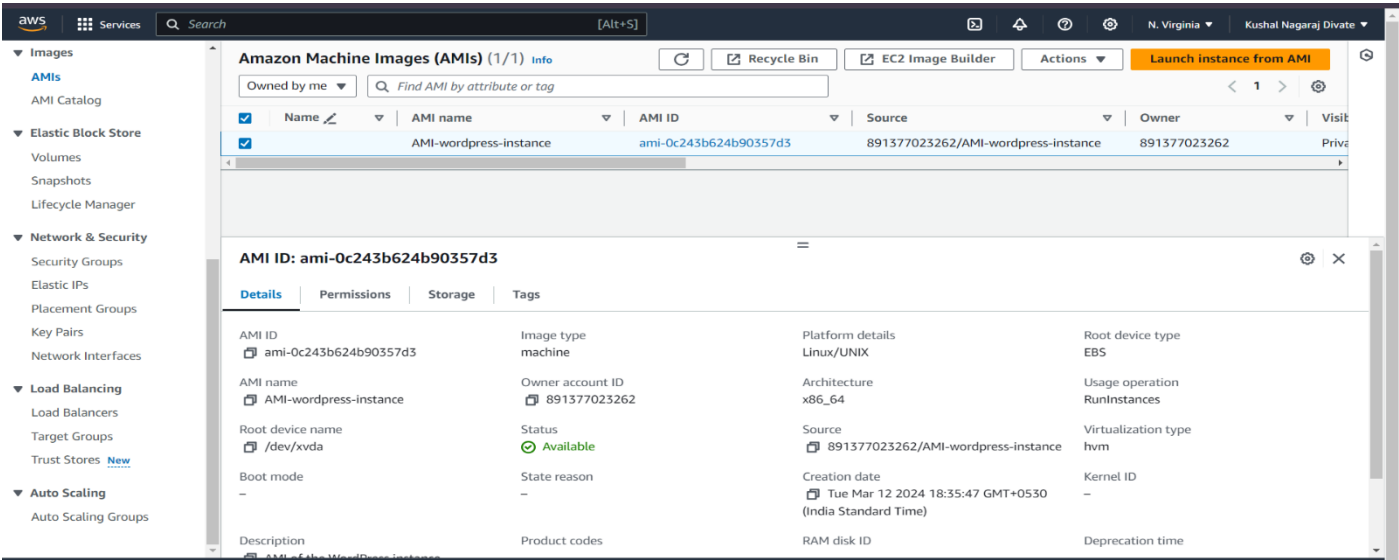 aws Services Search [Alt+S] N. Virginia ▼ Kushal Nagaraj Divate ▼
Images
AMIs
AMI Catalog
Elastic Block Store
Volumes
Snapshots
Lifecycle Manager
Network & Security
Security Groups
Elastic IPs
Placement Groups
Key Pairs
Network Interfaces
Load Balancing
Load Balancers
Target Groups
Trust Stores New
Auto Scaling
Auto Scaling Groups
Amazon Machine Images (AMIs) (1/1) Info Recycle Bin EC2 Image Builder Actions ▼ Launch instance from AMI
Owned by me ▼ Find AMI by attribute or tag < 1 >
Name AMI name AMI ID Source Owner Visib
AMI-wordpress-instance ami-0c243b624b90357d3 891377023262/AMI-wordpress-instance 891377023262 Priva
AMI ID: ami-0c243b624b90357d3
Details Permissions Storage Tags
AMI ID Image type Platform details Root device type
ami-0c243b624b90357d3 machine Linux/UNIX EBS
AMI name Owner account ID Architecture Usage operation
AMI-wordpress-instance 891377023262 x86_64 RunInstances
Root device name Status Source Virtualization type
/dev/xvda Available 891377023262/AMI-wordpress-instance hvm
Boot mode State reason Creation date Kernel ID
– – Tue Mar 12 2024 18:35:47 GMT+0530 –
(India Standard Time)
Description Product codes RAM disk ID Deprecation time
AMI of the WordPress instance